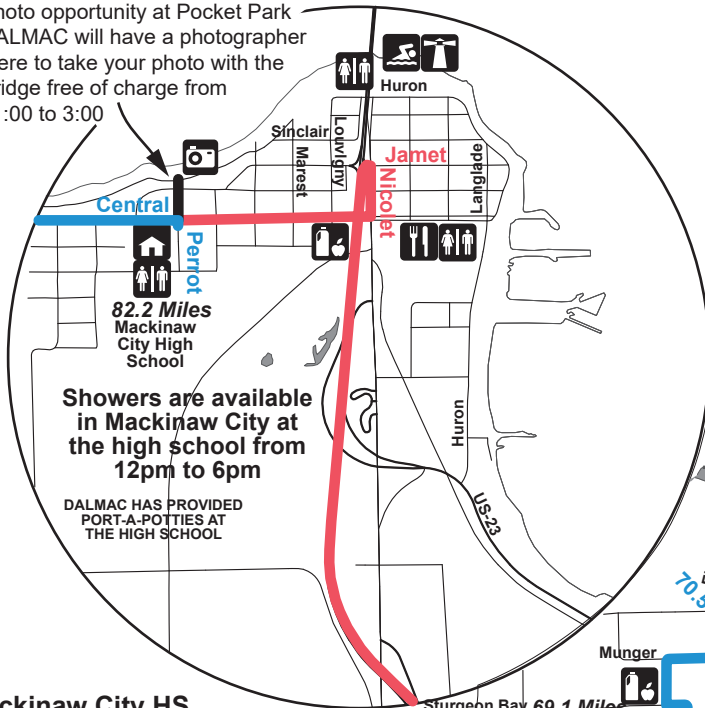 hoto opportunity at Pocket Park
ALMAC will have a photographer
ere to take your photo with the
ridge free of charge from
:00 to 3:00
Huron
Sinclair
Louvigny
Marest
Jamet
Nicolet
Langlade
Central
Perrot
82.2 Miles
Mackinaw
City High
School
Showers are available
in Mackinaw City at
the high school from
12pm to 6pm
DALMAC HAS PROVIDED
PORT-A-POTTIES AT
THE HIGH SCHOOL
Huron
US-23
70.5
Munger
ckinaw City HS
Sturgeon Bay 69.1 Miles